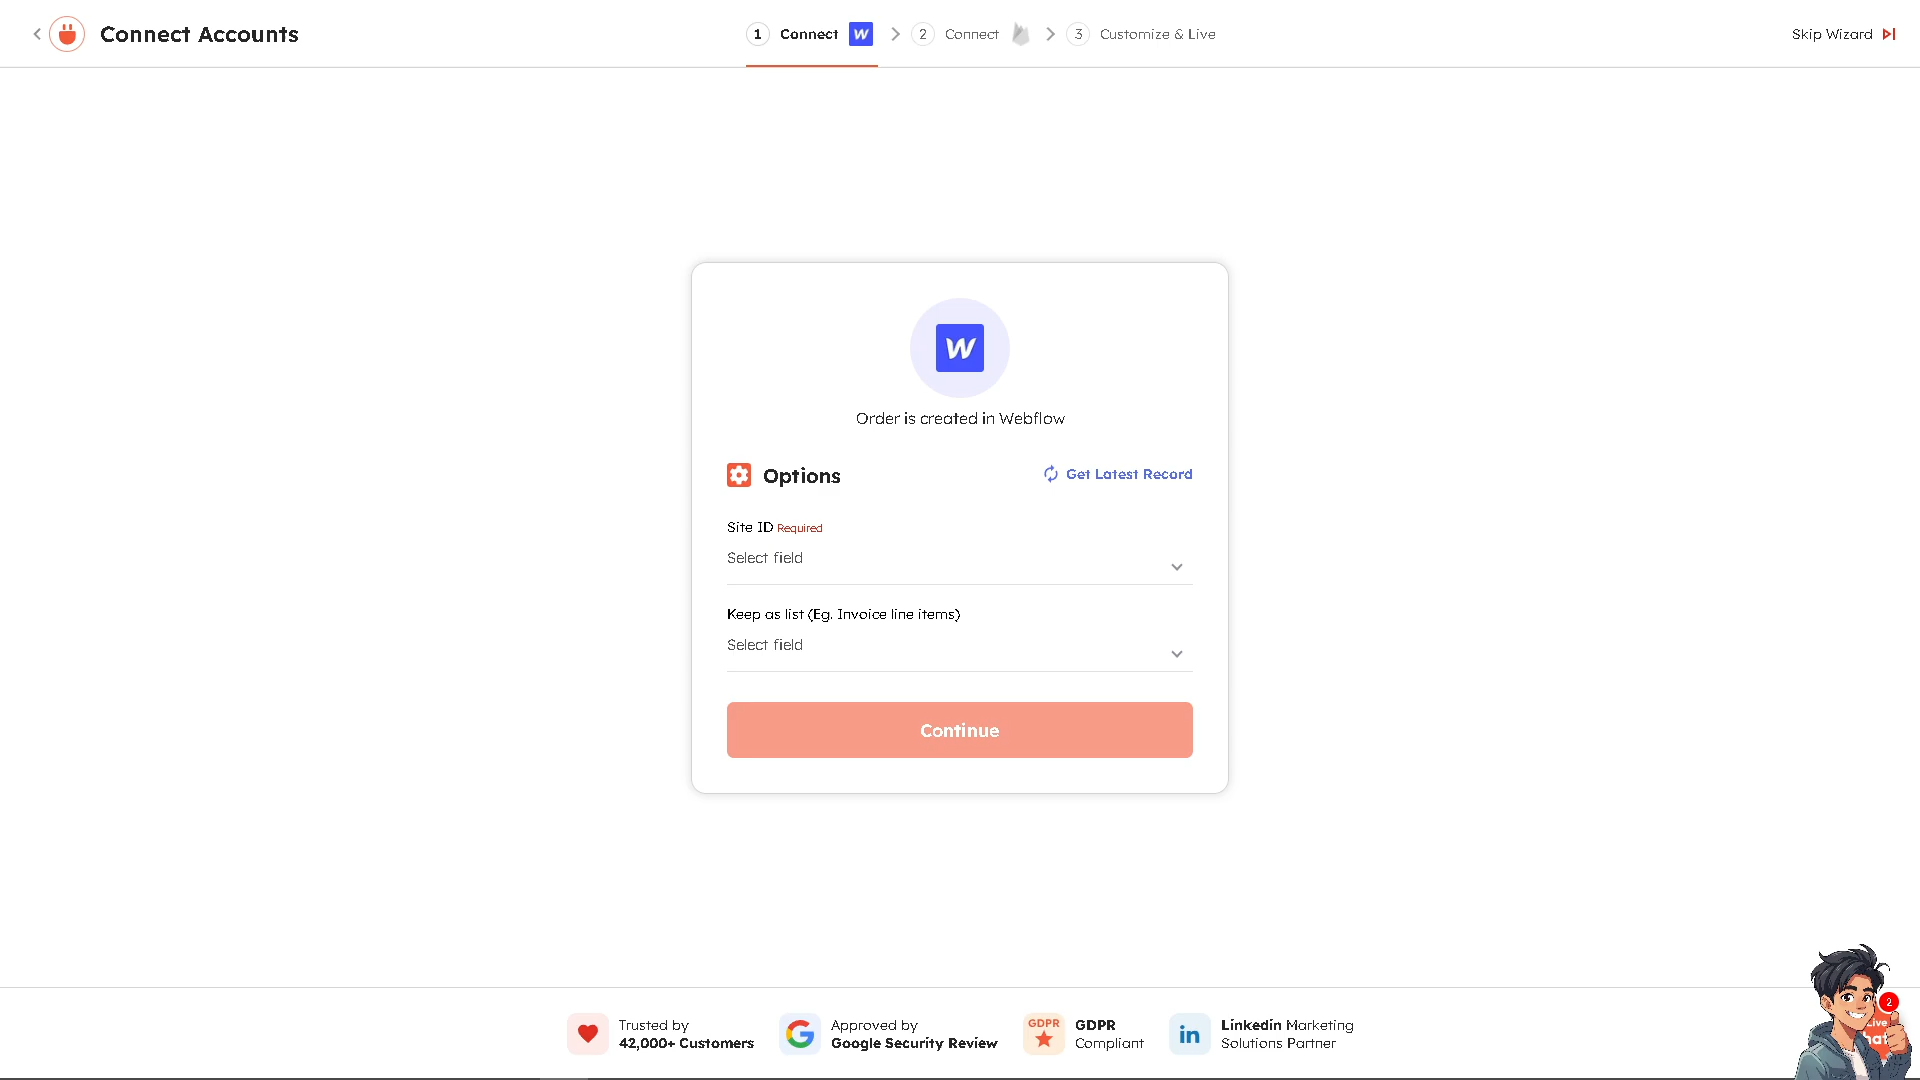 Connect Accounts
1 Connect W 2 Connect 3 Customize & Live
Skip Wizard
W
Order is created in Webflow
Options
Get Latest Record
Site ID Required
Select field
Keep as list (Eg. Invoice line items)
Select field
Continue
Trusted by
42,000+ Customers
Approved by
Google Security Review
GDPR
GDPR
Compliant
in
Linkedin Marketing
Solutions Partner
2
Live